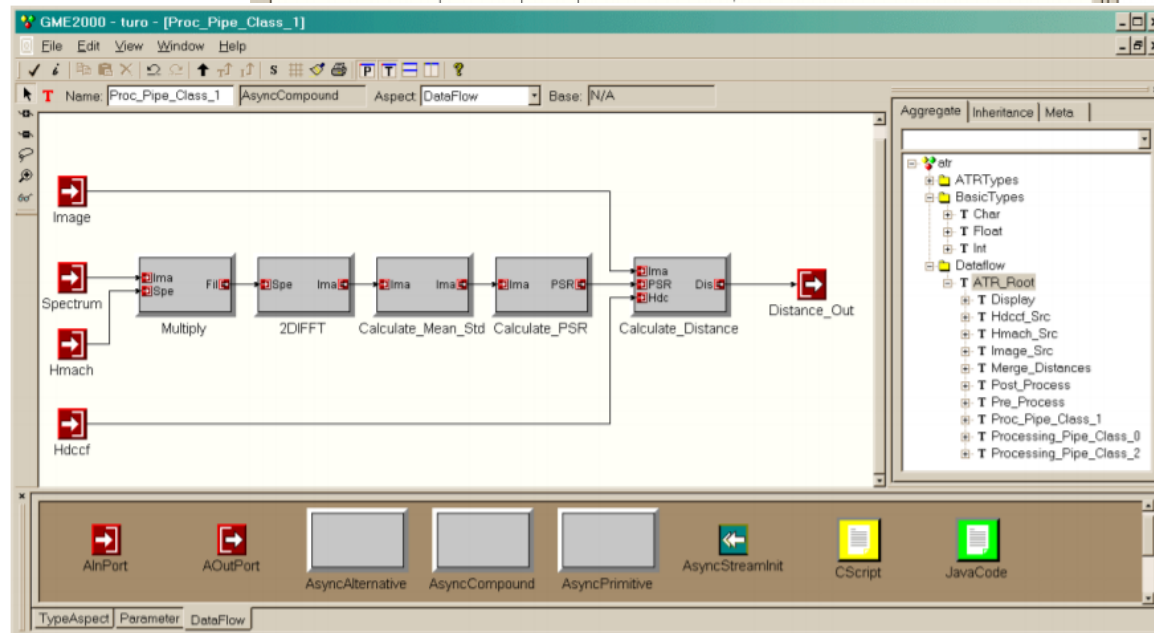 GME2000 - turo - [Proc_Pipe_Class_1]
File Edit View Window Help
Name: Proc_Pipe_Class_1 AsyncCompound Aspect: DataFlow Base: N/A
Image
Spectrum
Hmach
Hdccf
Ima Fil
Spe
Multiply
Spe Ima
2DIFFT
Ima Ima
Calculate_Mean_Std
Ima PSR
Calculate_PSR
Ima
PSR Dis
Hdc
Calculate_Distance
Distance_Out
Aggregate Inheritance Meta
atr
ATRTypes
BasicTypes
T Char
T Float
T Int
Dataflow
T ATR_Root
T Display
T Hdccf_Src
T Hmach_Src
T Image_Src
T Merge_Distances
T Post_Process
T Pre_Process
T Proc_Pipe_Class_1
T Processing_Pipe_Class_0
T Processing_Pipe_Class_2
AInPort
AOutPort
AsyncAlternative
AsyncCompound
AsyncPrimitive
AsyncStreamInit
CScript
JavaCode
TypeAspect Parameter DataFlow